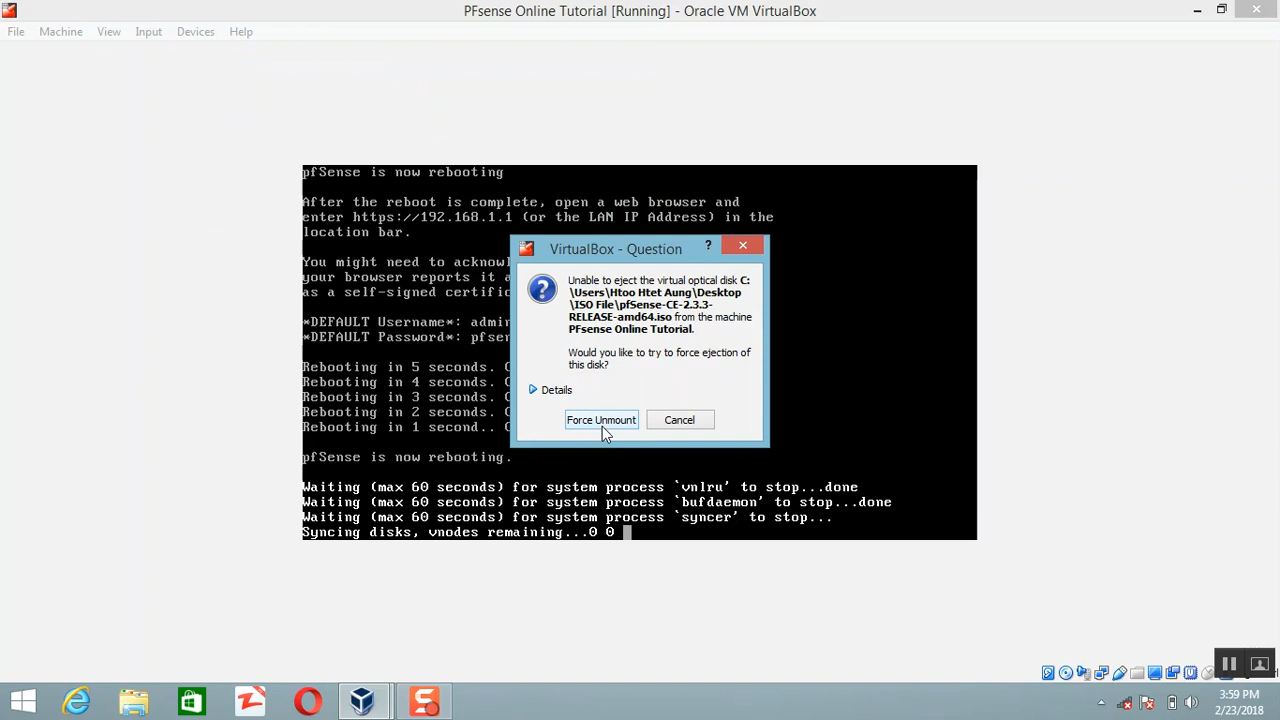 PFsense Online Tutorial [Running] - Oracle VM VirtualBox
File Machine View Input Devices Help
pfSense is now rebooting
After the reboot is complete, open a web browser and
enter https://192.168.1.1 (or the LAN IP Address) in the
location bar.
You might need to acknowl
your browser reports it a
as a self-signed certific
*DEFAULT Username*: admin
*DEFAULT Password*: pfsen
Rebooting in 5 seconds. C
Rebooting in 4 seconds. C
Rebooting in 3 seconds. C
Rebooting in 2 seconds. C
Rebooting in 1 second.. C
pfSense is now rebooting.
Waiting (max 60 seconds) for system process `vnlru' to stop...done
Waiting (max 60 seconds) for system process `bufdaemon' to stop...done
Waiting (max 60 seconds) for system process `syncer' to stop...
Syncing disks, vnodes remaining...0 0
VirtualBox - Question
?
Unable to eject the virtual optical disk C:
\Users\Htoo Htet Aung\Desktop
\ISO File\pfSense-CE-2.3.3-
RELEASE-amd64.iso from the machine
PFsense Online Tutorial.
Would you like to try to force ejection of
this disk?
Details
Force Unmount Cancel
3:59 PM
2/23/2018